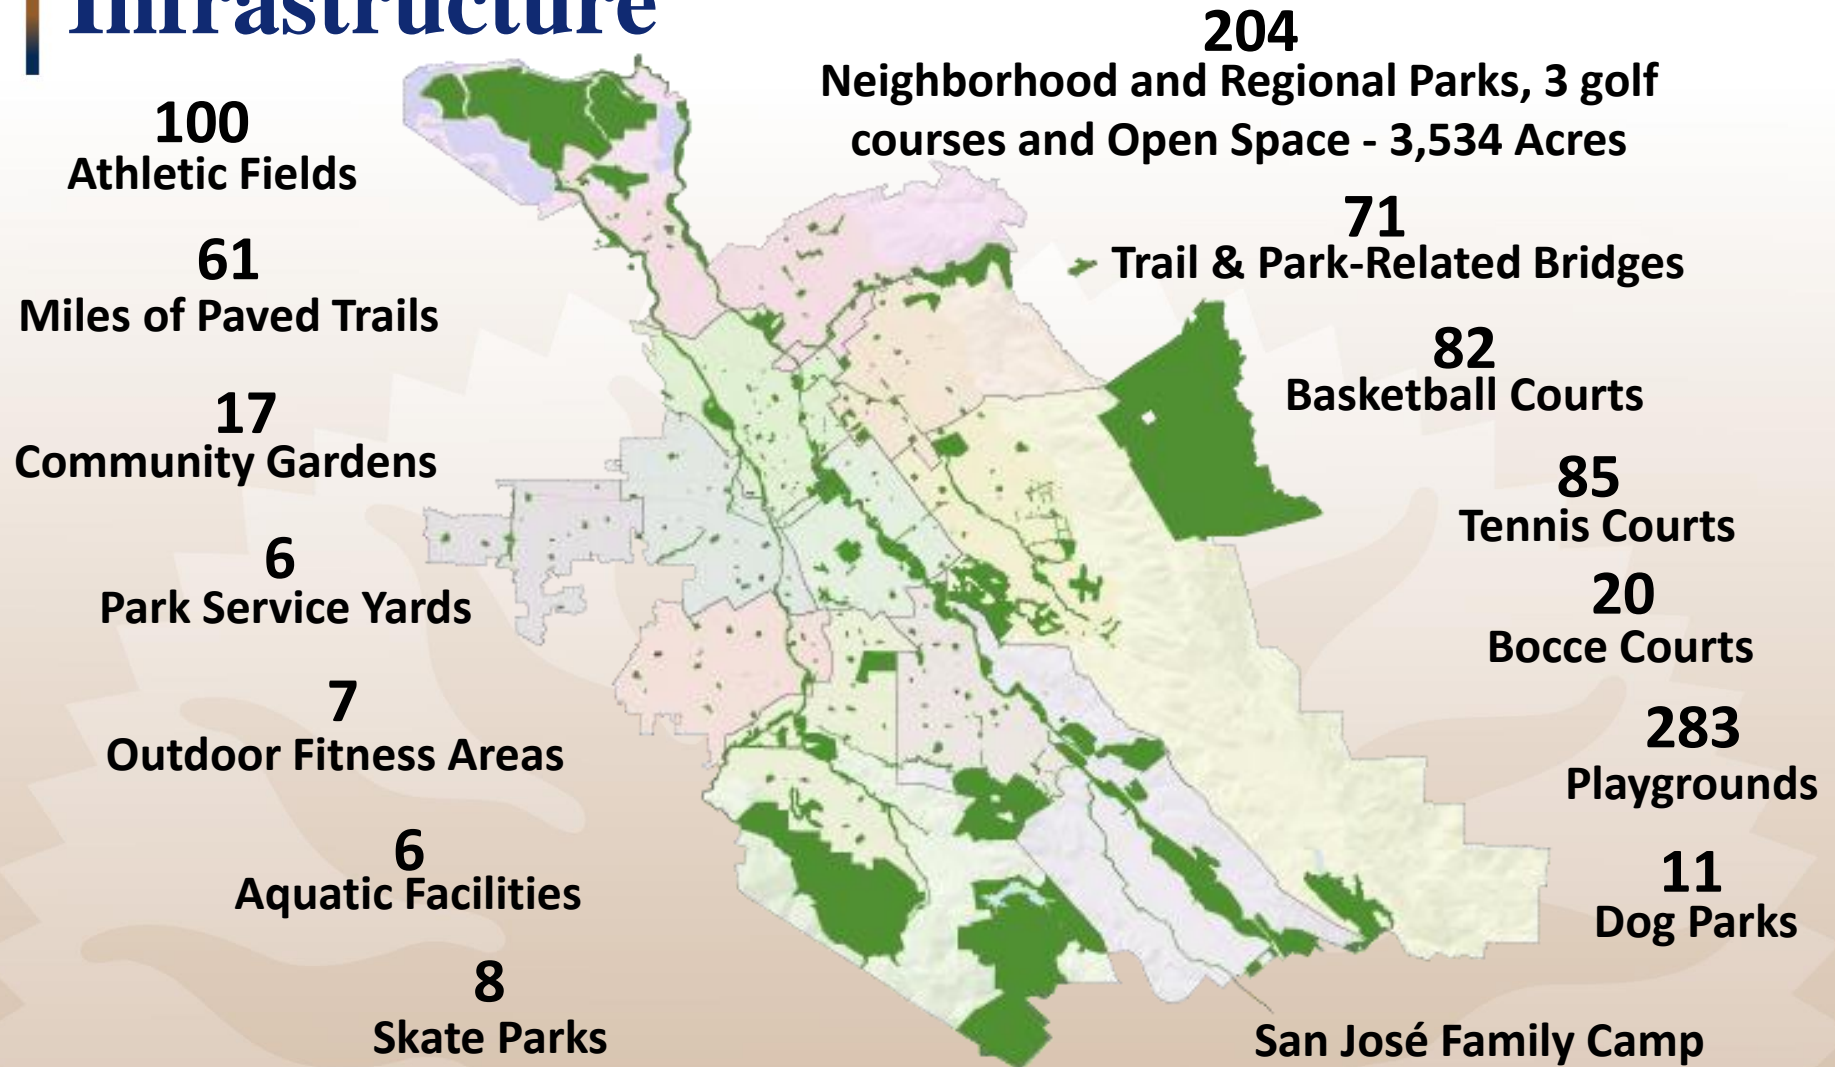 Infrastructure
100
Athletic Fields
61
Miles of Paved Trails
17
Community Gardens
6
Park Service Yards
7
Outdoor Fitness Areas
6
Aquatic Facilities
8
Skate Parks
204
Neighborhood and Regional Parks, 3 golf
courses and Open Space - 3,534 Acres
71
Trail & Park-Related Bridges
82
Basketball Courts
85
Tennis Courts
20
Bocce Courts
283
Playgrounds
11
Dog Parks
San José Family Camp